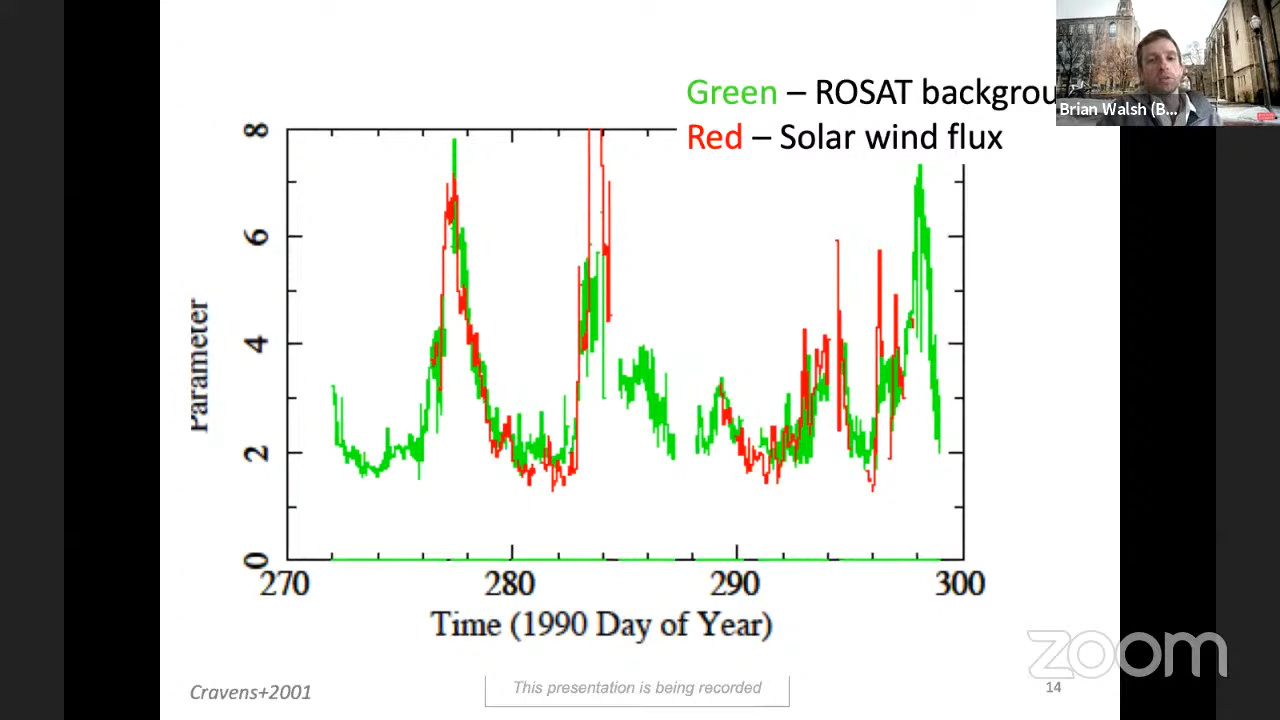 Green – ROSAT backgrou
Brian Walsh (B...
Red – Solar wind flux
8
6
4
2
0
Parameter
270 280 290 300
Time (1990 Day of Year)
zoom
Cravens+2001
This presentation is being recorded
14